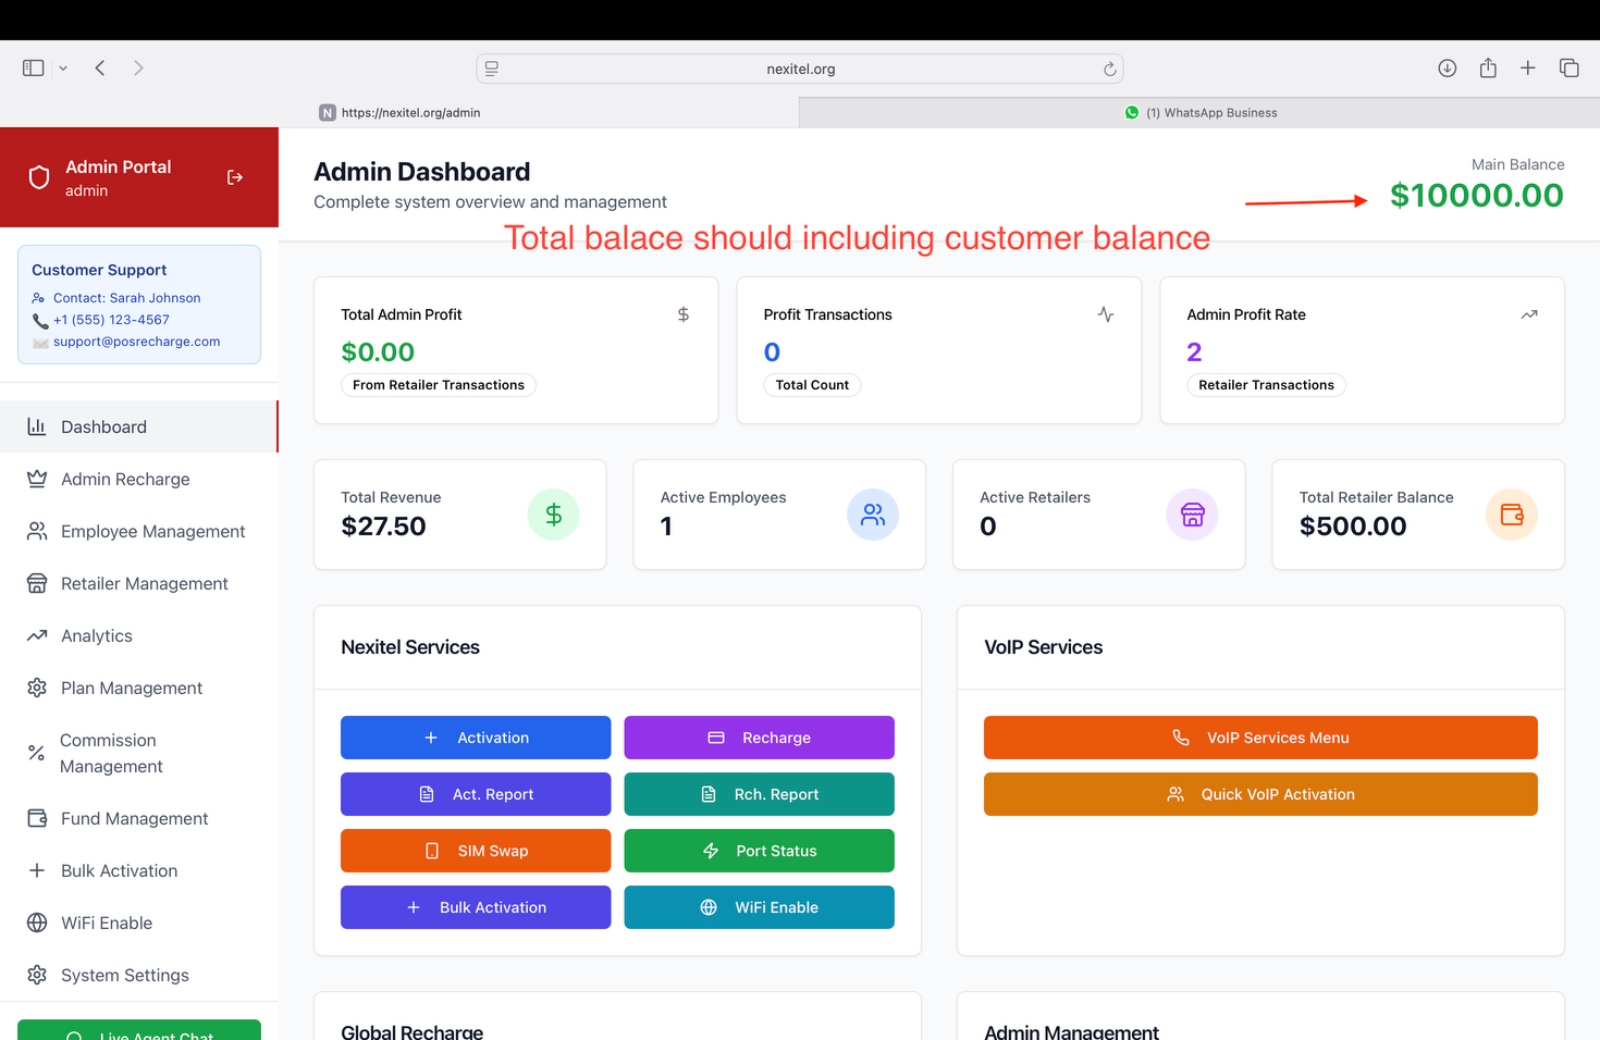 nexitel.org
N https://nexitel.org/admin
(1) WhatsApp Business
Admin Portal
admin
Admin Dashboard
Complete system overview and management
Main Balance
$10000.00
Total balace should including customer balance
Customer Support
Contact: Sarah Johnson
+1 (555) 123-4567
support@posrecharge.com
Dashboard
Admin Recharge
Employee Management
Retailer Management
Analytics
Plan Management
Commission
Management
Fund Management
Bulk Activation
WiFi Enable
System Settings
Live Agent Chat
Total Admin Profit
$
$0.00
From Retailer Transactions
Profit Transactions
0
Total Count
Admin Profit Rate
2
Retailer Transactions
Total Revenue
$27.50
$
Active Employees
1
Active Retailers
0
Total Retailer Balance
$500.00
Nexitel Services
Activation
Recharge
Act. Report
Rch. Report
SIM Swap
Port Status
Bulk Activation
WiFi Enable
VoIP Services
VoIP Services Menu
Quick VoIP Activation
Global Recharge
Admin Management